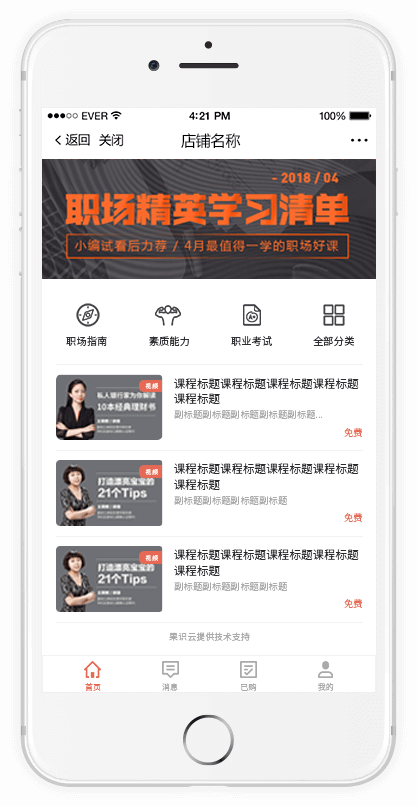 EVER 4:21 PM 100%
返回 关闭 店铺名称
- 2018 / 04
职场精英学习清单
小编试看后力荐 / 4月最值得一学的职场好课
职场指南 素质能力 职业考试 全部分类
视频
私人银行家为你解读
10本经典理财书
课程标题课程标题课程标题课程标题
课程标题
副标题副标题副标题副标题副标题...
免费
视频
打造漂亮宝宝的
21个Tips
课程标题课程标题课程标题课程标题
课程标题
副标题副标题副标题副标题
免费
视频
打造漂亮宝宝的
21个Tips
课程标题课程标题课程标题课程标题
课程标题
副标题副标题副标题副标题
免费
果识云提供技术支持
首页 消息 已购 我的